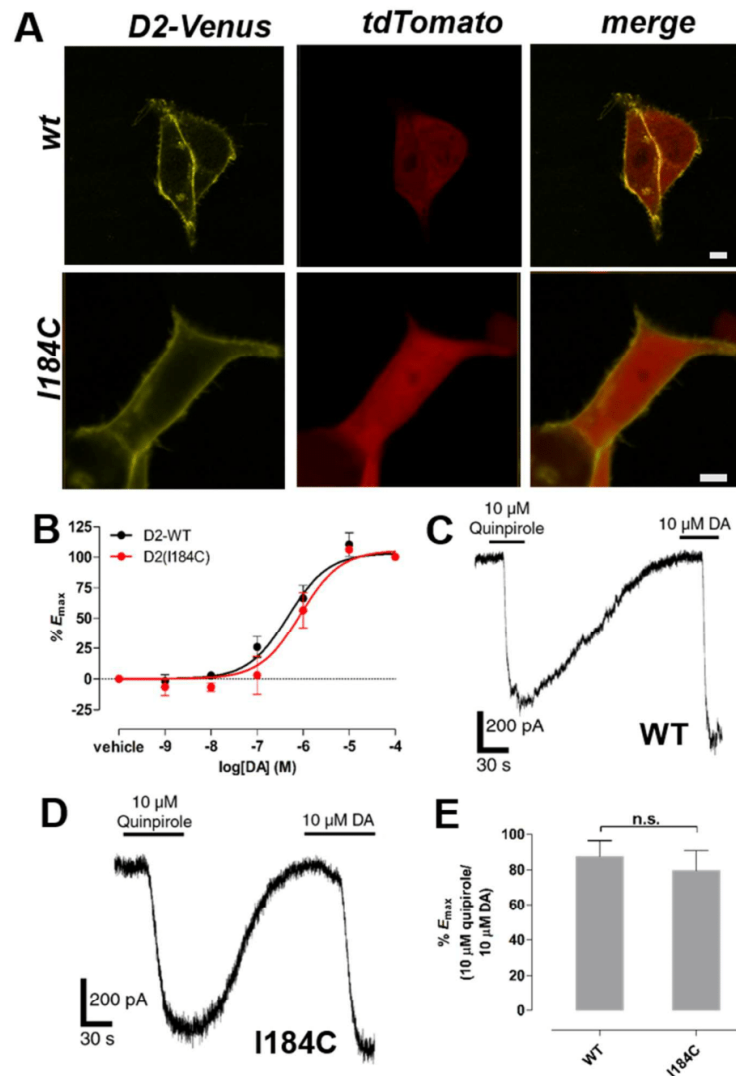 A
D2-Venus
tdTomato
merge
wt
I184C
B
D2-WT
D2(I184C)
% Emax
125
100
75
50
25
0
-25
vehicle
-9
-8
-7
-6
-5
-4
log[DA] (M)
C
10 µM
Quinpirole
10 µM DA
200 pA
30 s
WT
D
10 µM
Quinpirole
10 µM DA
200 pA
30 s
I184C
E
n.s.
% Emax
(10 µM quipirole/
10 µM DA)
100
80
60
40
20
0
WT
I184C